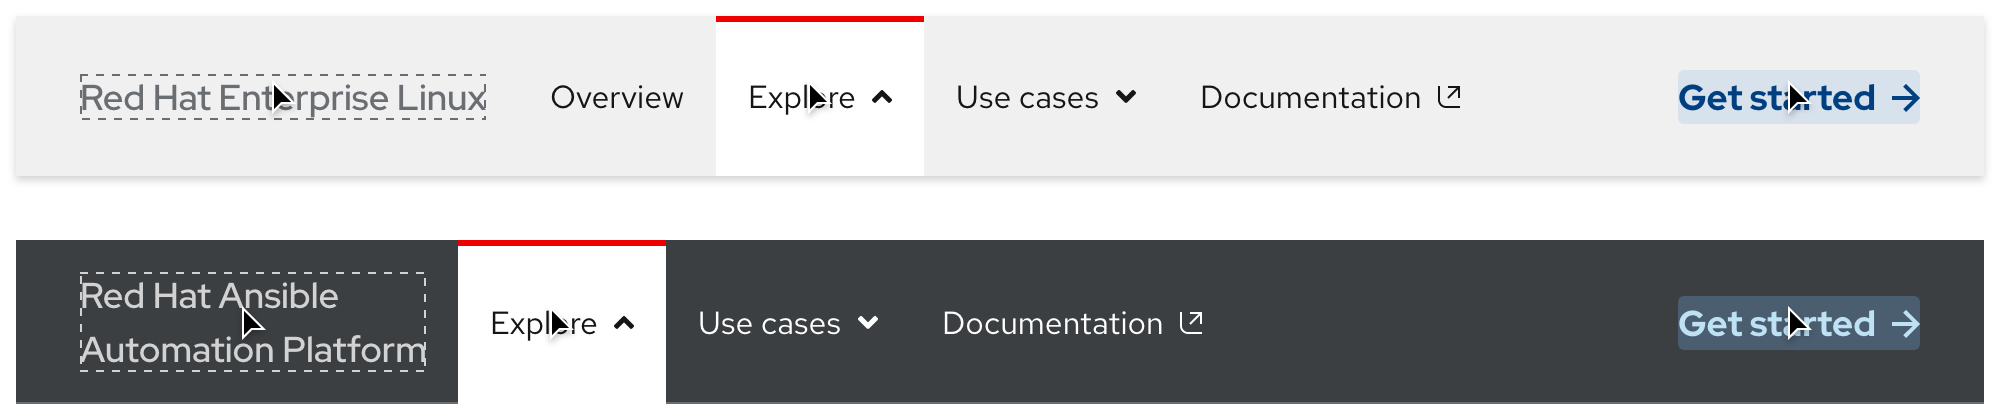 Red Hat Enterprise Linux Overview Explore Use cases Documentation Get started
Red Hat Ansible
Automation Platform
Explore Use cases Documentation Get started